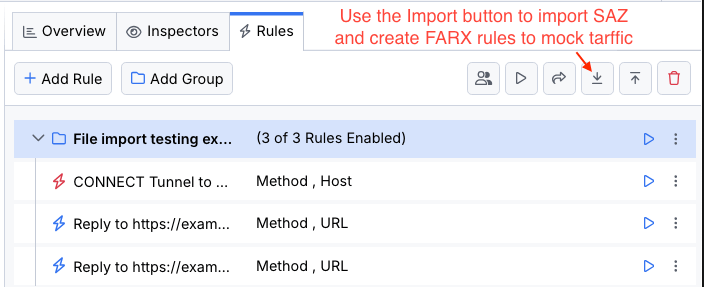 Overview
Inspectors
Rules
Use the Import button to import SAZ
and create FARX rules to mock tarffic
+ Add Rule
Add Group
File import testing ex... (3 of 3 Rules Enabled)
CONNECT Tunnel to ... Method , Host
Reply to https://exam... Method , URL
Reply to https://exam... Method , URL